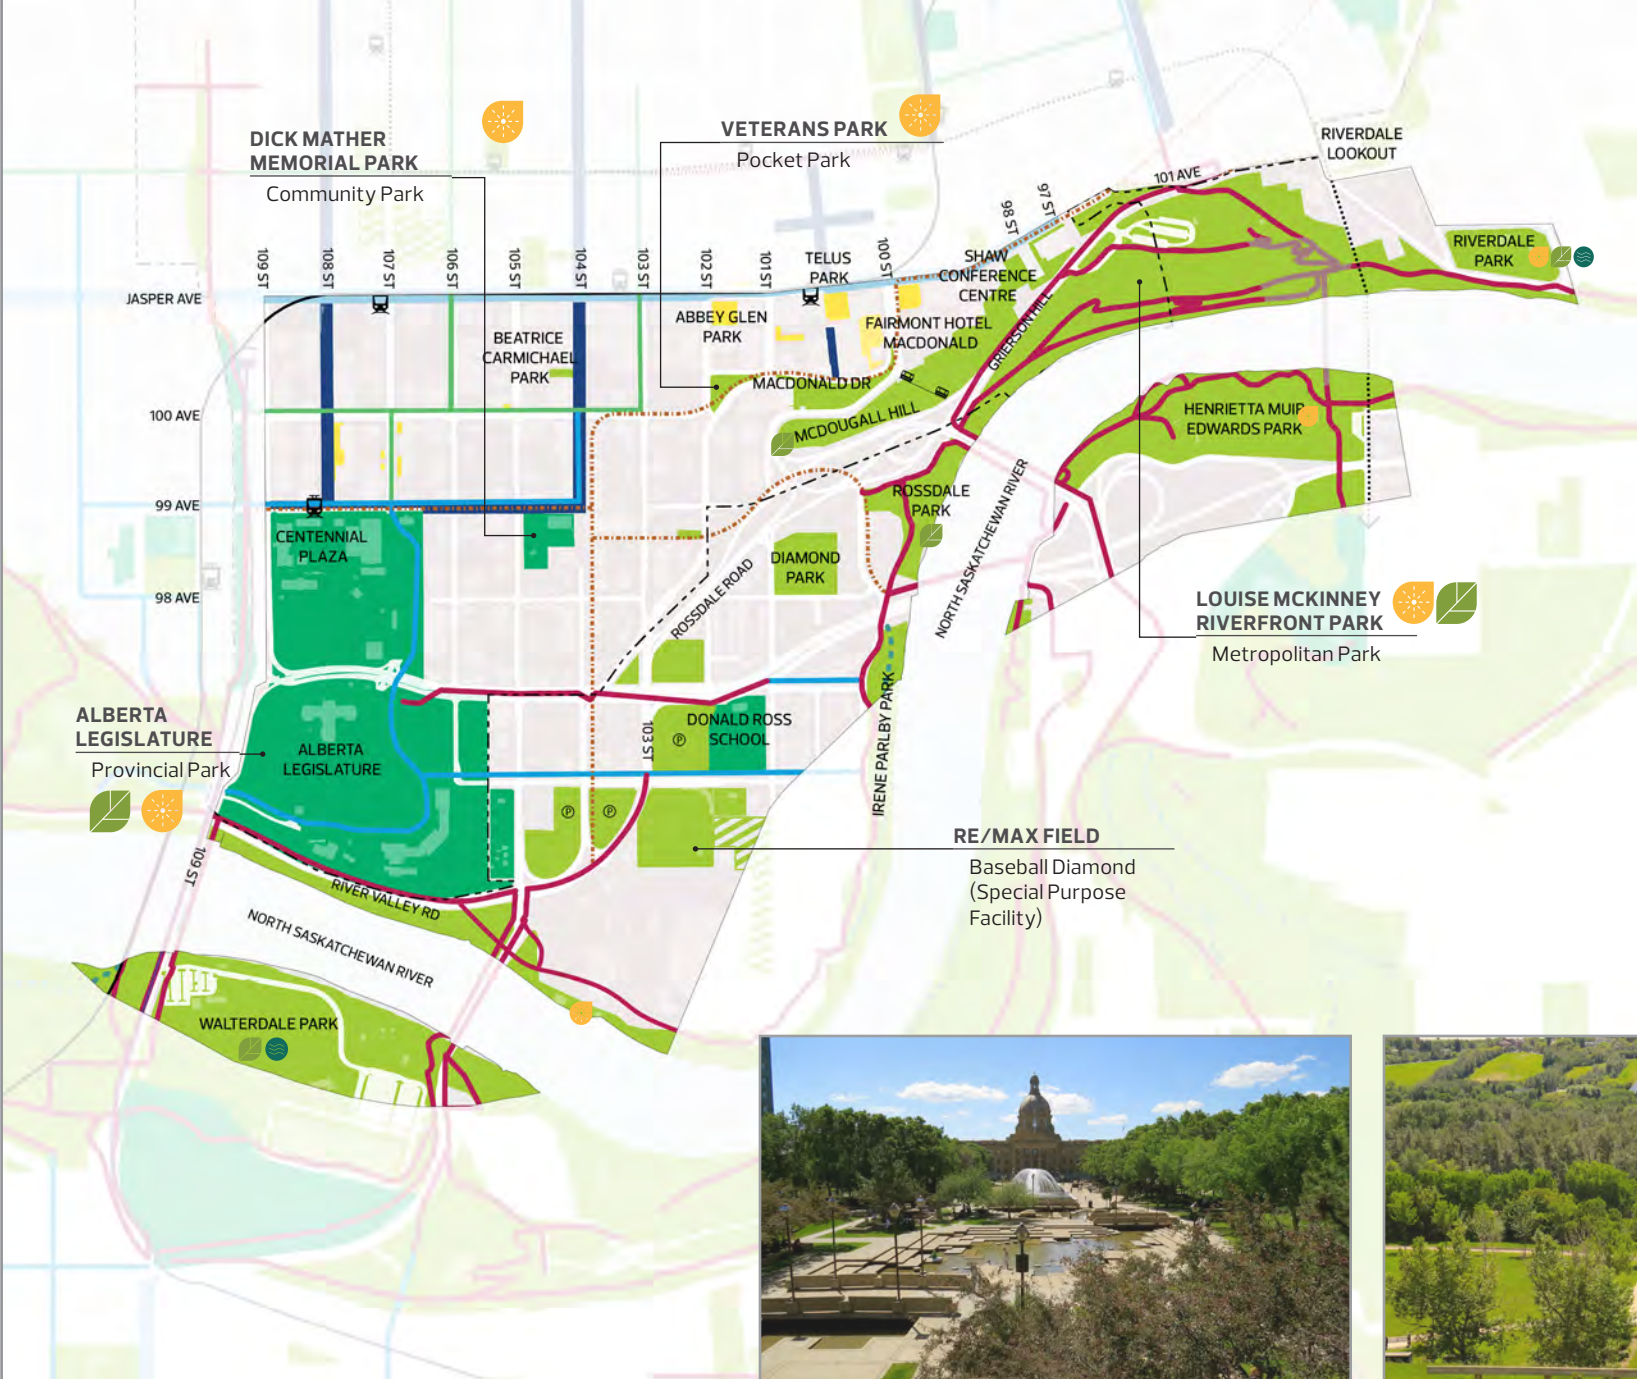 DICK MATHER
MEMORIAL PARK
Community Park
VETERANS PARK
Pocket Park
RIVERDALE
LOOKOUT
101 AVE
97 ST
98 ST
RIVERDALE
PARK
109 ST
108 ST
107 ST
106 ST
105 ST
104 ST
103 ST
102 ST
101 ST
100 ST
TELUS
PARK
SHAW
CONFERENCE
CENTRE
JASPER AVE
ABBEY GLEN
PARK
FAIRMONT HOTEL
MACDONALD
GRIERSON HILL
BEATRICE
CARMICHAEL
PARK
MACDONALD DR
100 AVE
MCDOUGALL HILL
HENRIETTA MUIR
EDWARDS PARK
99 AVE
ROSSDALE
PARK
NORTH SASKATCHEWAN RIVER
CENTENNIAL
PLAZA
DIAMOND
PARK
ROSSDALE ROAD
98 AVE
LOUISE MCKINNEY
RIVERFRONT PARK
Metropolitan Park
ALBERTA
LEGISLATURE
Provincial Park
ALBERTA
LEGISLATURE
103 ST
DONALD ROSS
SCHOOL
P
IRENE PARLBY PARK
P
P
RE/MAX FIELD
Baseball Diamond
(Special Purpose
Facility)
109 ST
RIVER VALLEY RD
NORTH SASKATCHEWAN RIVER
WALTERDALE PARK